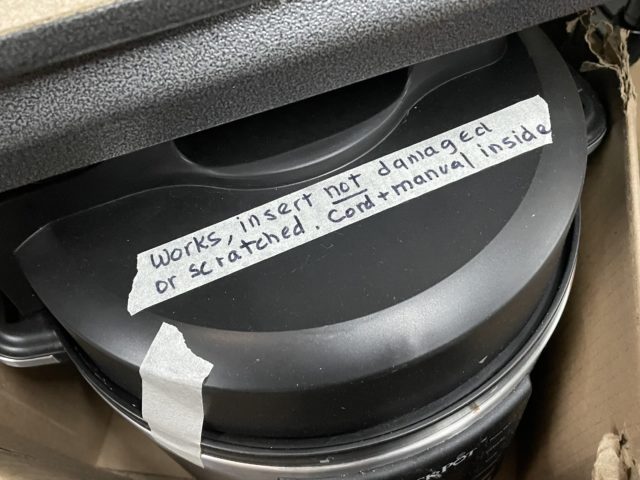 Works, insert not damaged
or scratched. Cord + manual inside